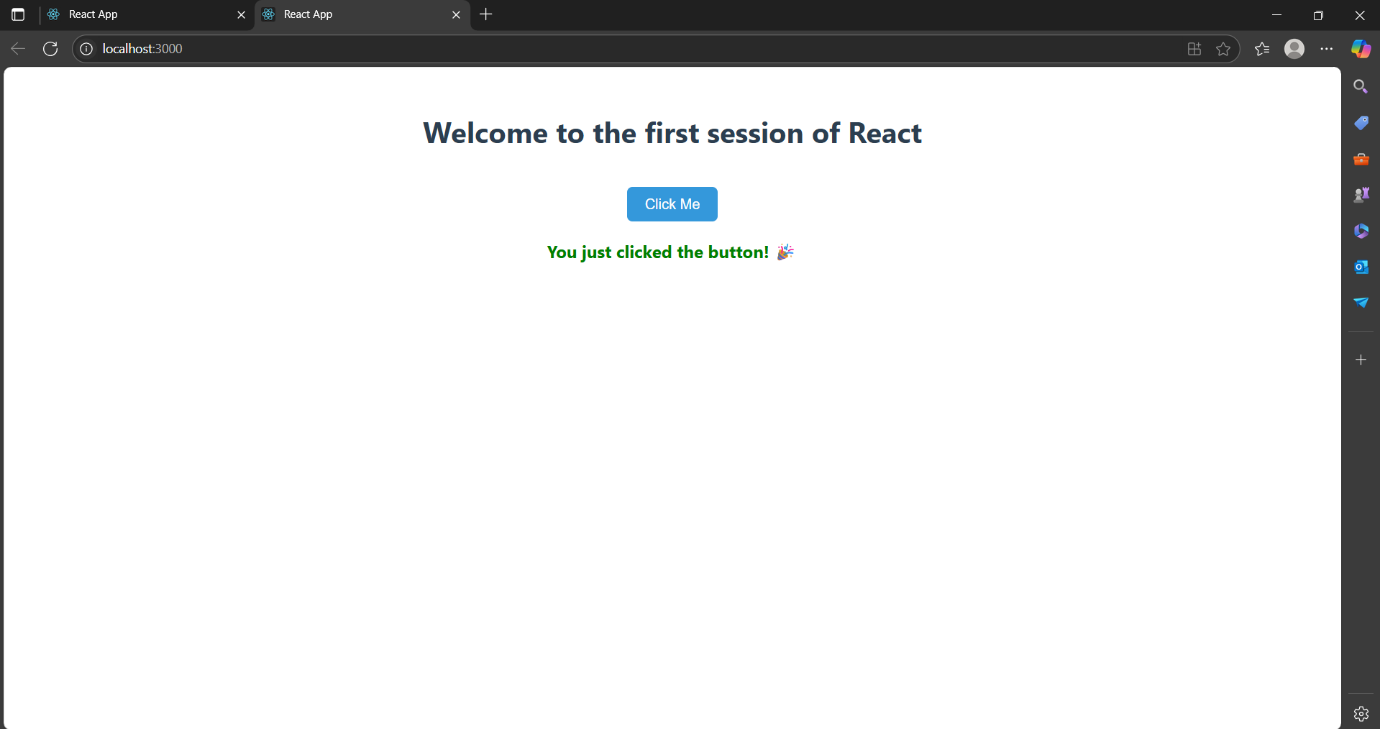 React App
React App
localhost:3000
Welcome to the first session of React
Click Me
You just clicked the button! 🎉